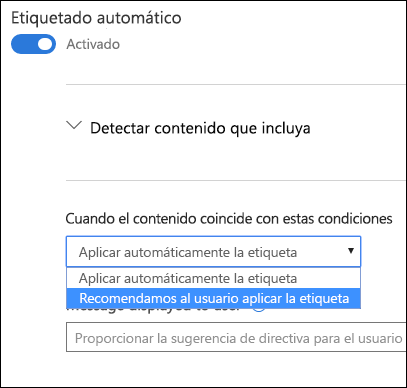 Etiquetado automático
Activado
Detectar contenido que incluya
Cuando el contenido coincide con estas condiciones
Aplicar automáticamente la etiqueta
Aplicar automáticamente la etiqueta
Recomendamos al usuario aplicar la etiqueta
Message displayed to user
Proporcionar la sugerencia de directiva para el usuario